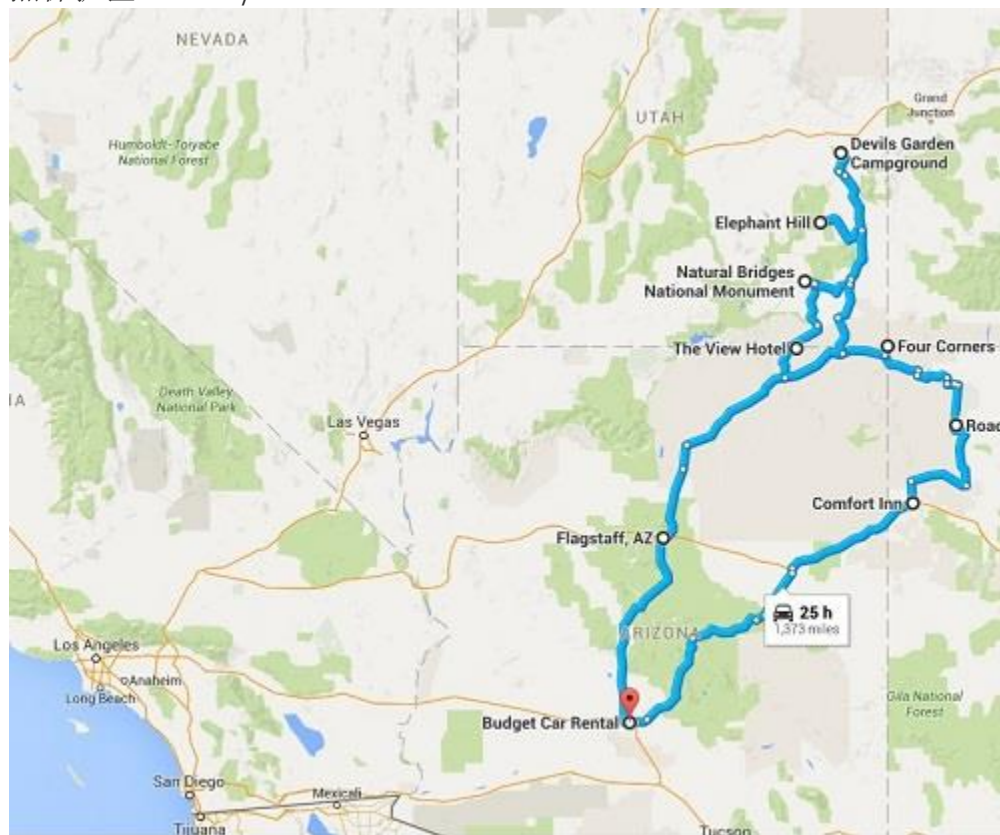 NEVADA
UTAH
Grand
Junction
Humboldt-Toiyabe
National Forest
Devils Garden
Campground
Elephant Hill
Natural Bridges
National Monument
The View Hotel
Four Corners
IA
Death Valley
National Park
Las Vegas
Road
Comfort Inn
Flagstaff, AZ
25 h
1,373 miles
ARIZONA
Los Angeles
Anaheim
Long Beach
Gila National
Forest
Budget Car Rental
San Diego
Mexicali
Tijuana
Tucson